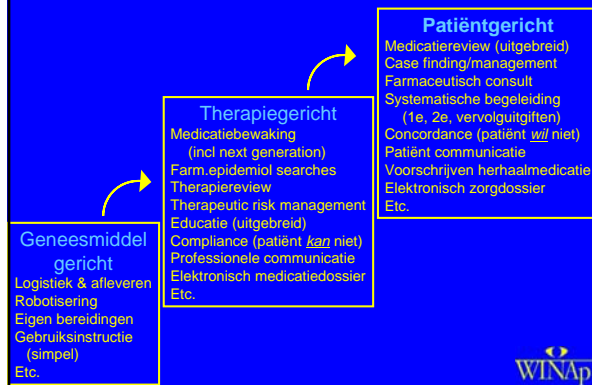 Patiëntgericht
Medicatiereview (uitgebreid)
Case finding/management
Farmaceutisch consult
Systematische begeleiding
(1e, 2e, vervolguitgiften)
Concordance (patiënt wil niet)
Patiënt communicatie
Voorschrijven herhaalmedicatie
Elektronisch zorgdossier
Etc.
Therapiegericht
Medicatiebewaking
(incl next generation)
Farm.epidemiol searches
Therapiereview
Therapeutic risk management
Educatie (uitgebreid)
Compliance (patiënt kan niet)
Professionele communicatie
Elektronisch medicatiedossier
Etc.
Geneesmiddel
gericht
Logistiek & afleveren
Robotisering
Eigen bereidingen
Gebruiksinstructie
(simpel)
Etc.
WINAp